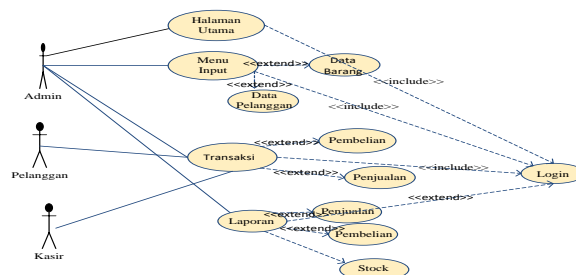 Halaman
Utama
Menu
Input
<<extend>>
Data
Barang
<<include>>
<<extend>>
Data
Pelanggan
<<include>>
Admin
Pelanggan
Transaksi
<<extend>>
Pembelian
<<include>>
<<extend>>
Penjualan
Login
Kasir
Laporan
<<extend>>
Penjualan
<<extend>>
<<extend>>
Pembelian
Stock